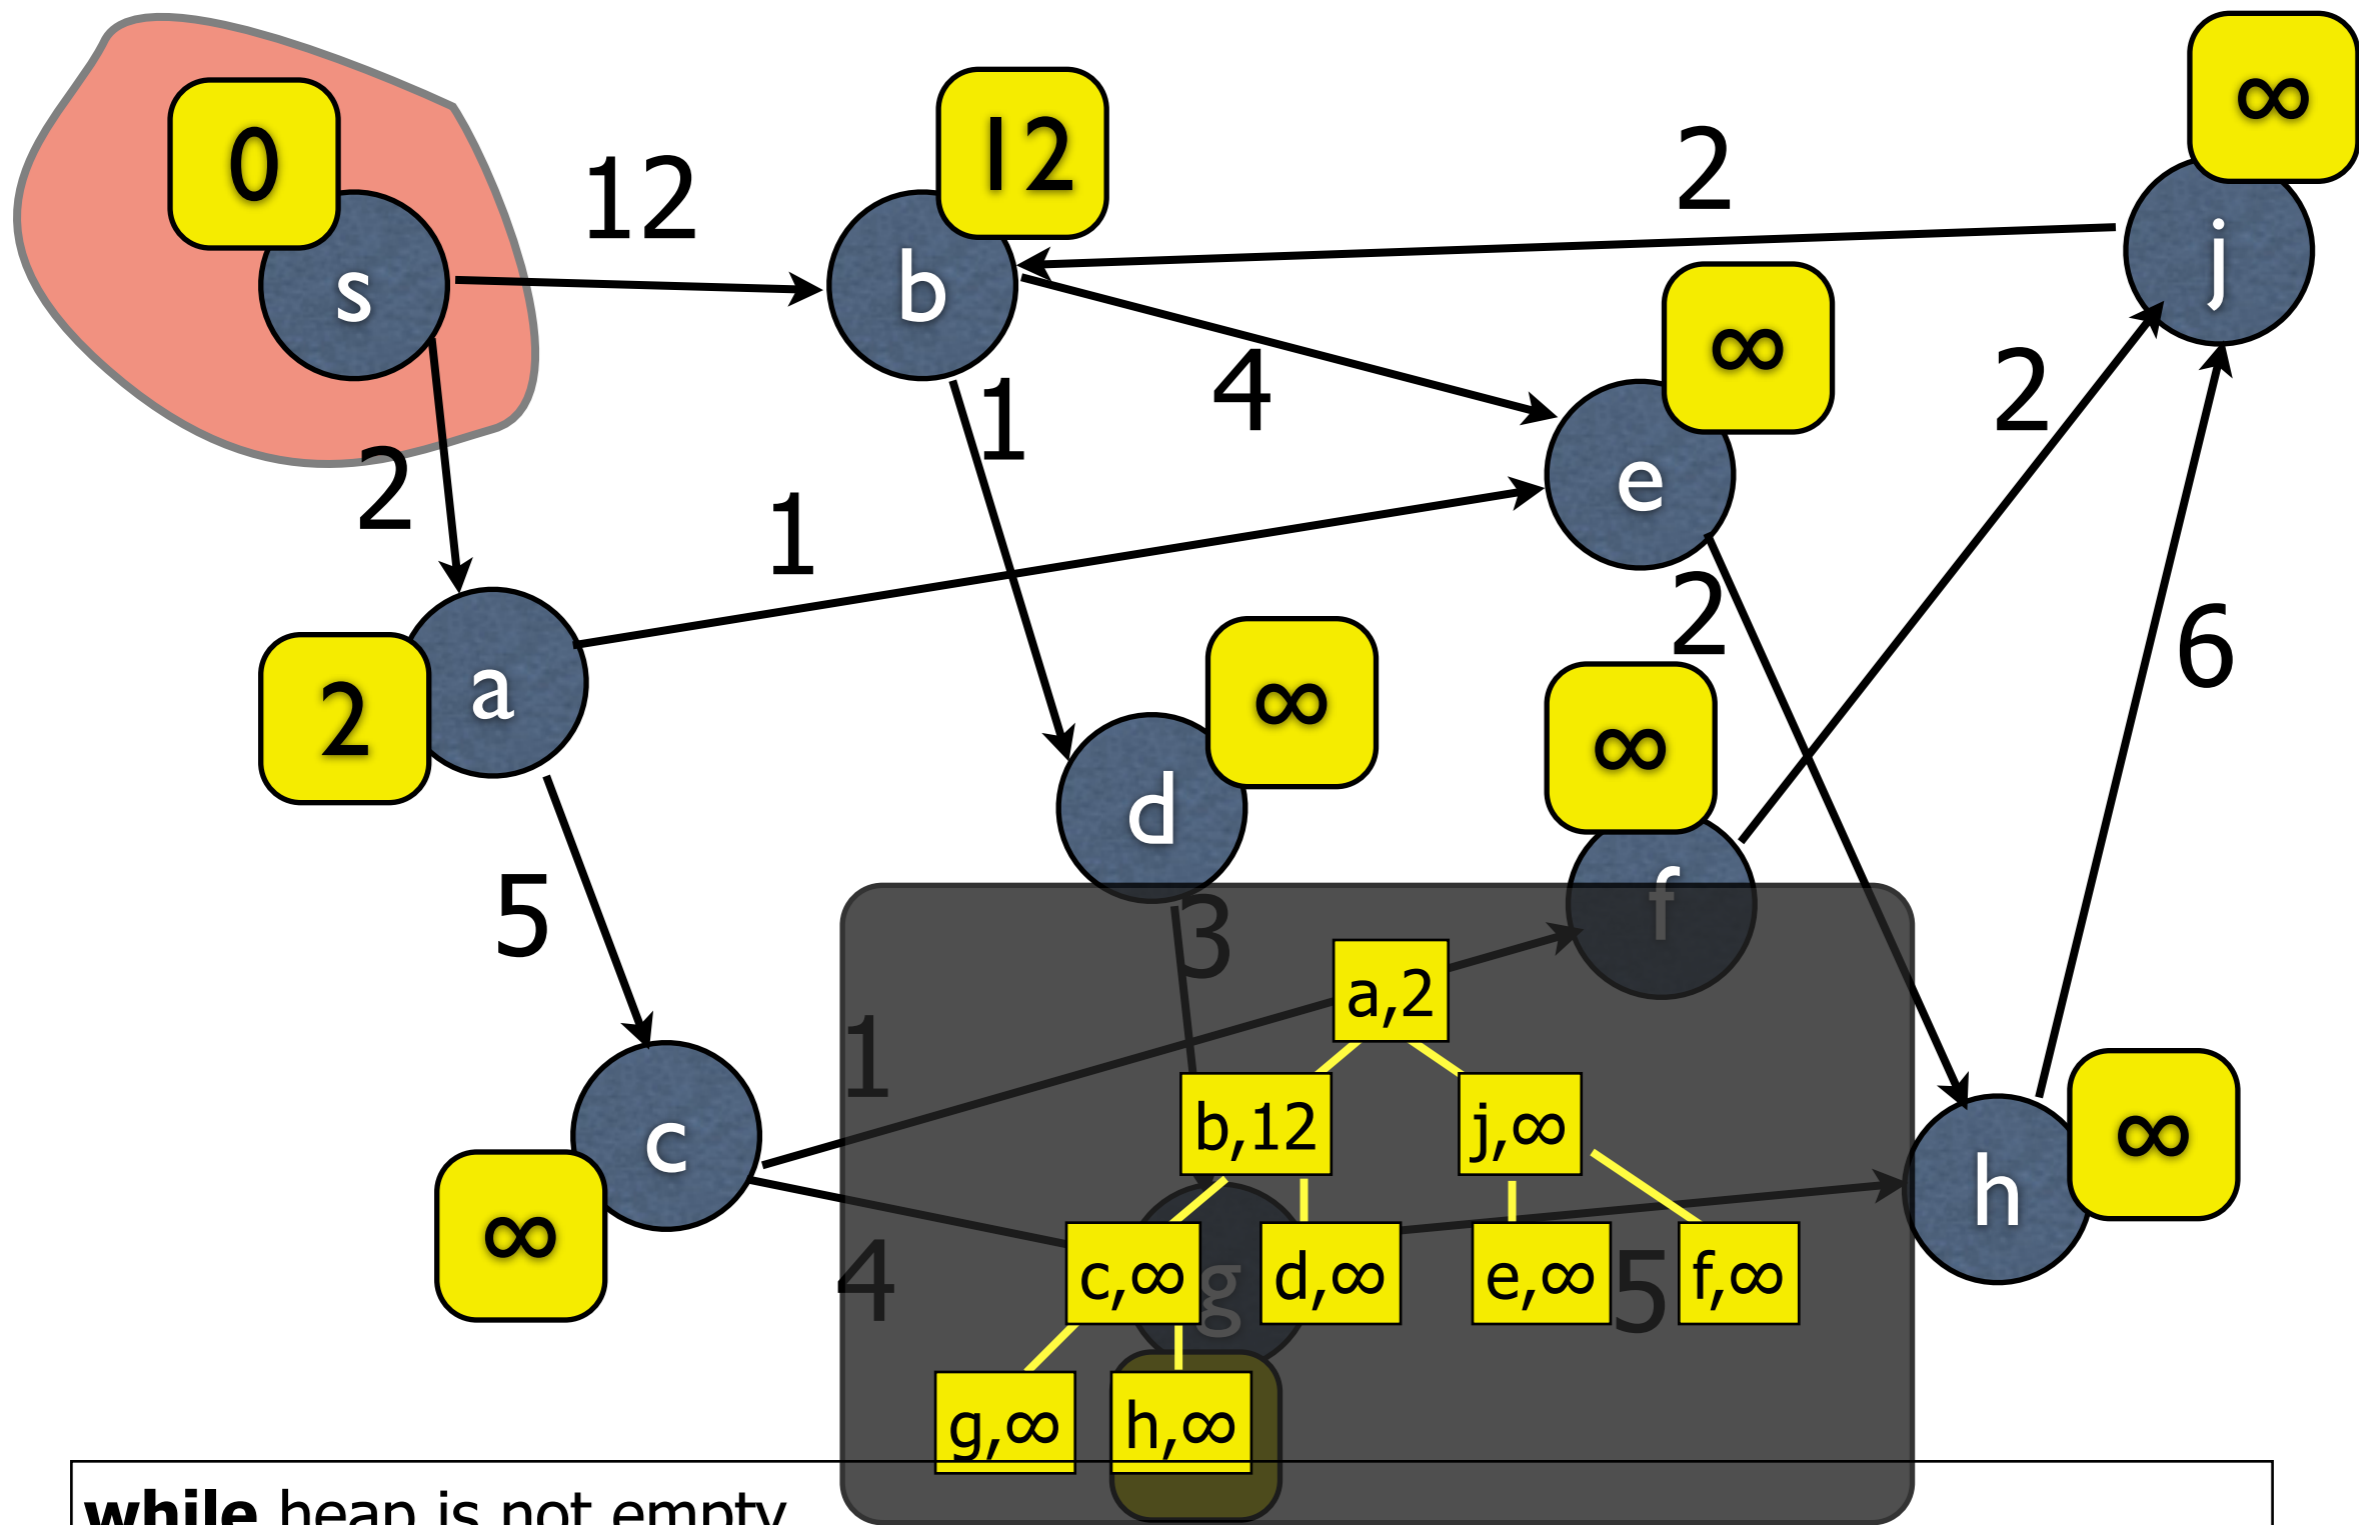 0
12
∞
12
2
∞
s
b
j
∞
1
4
2
2
e
1
2
6
∞
∞
2
a
d
5
f
3
a,2
1
b,12
j,∞
∞
c
h
∞
4
c,∞
g
d,∞
e,∞
5
f,∞
g,∞
h,∞
while heap is not empty